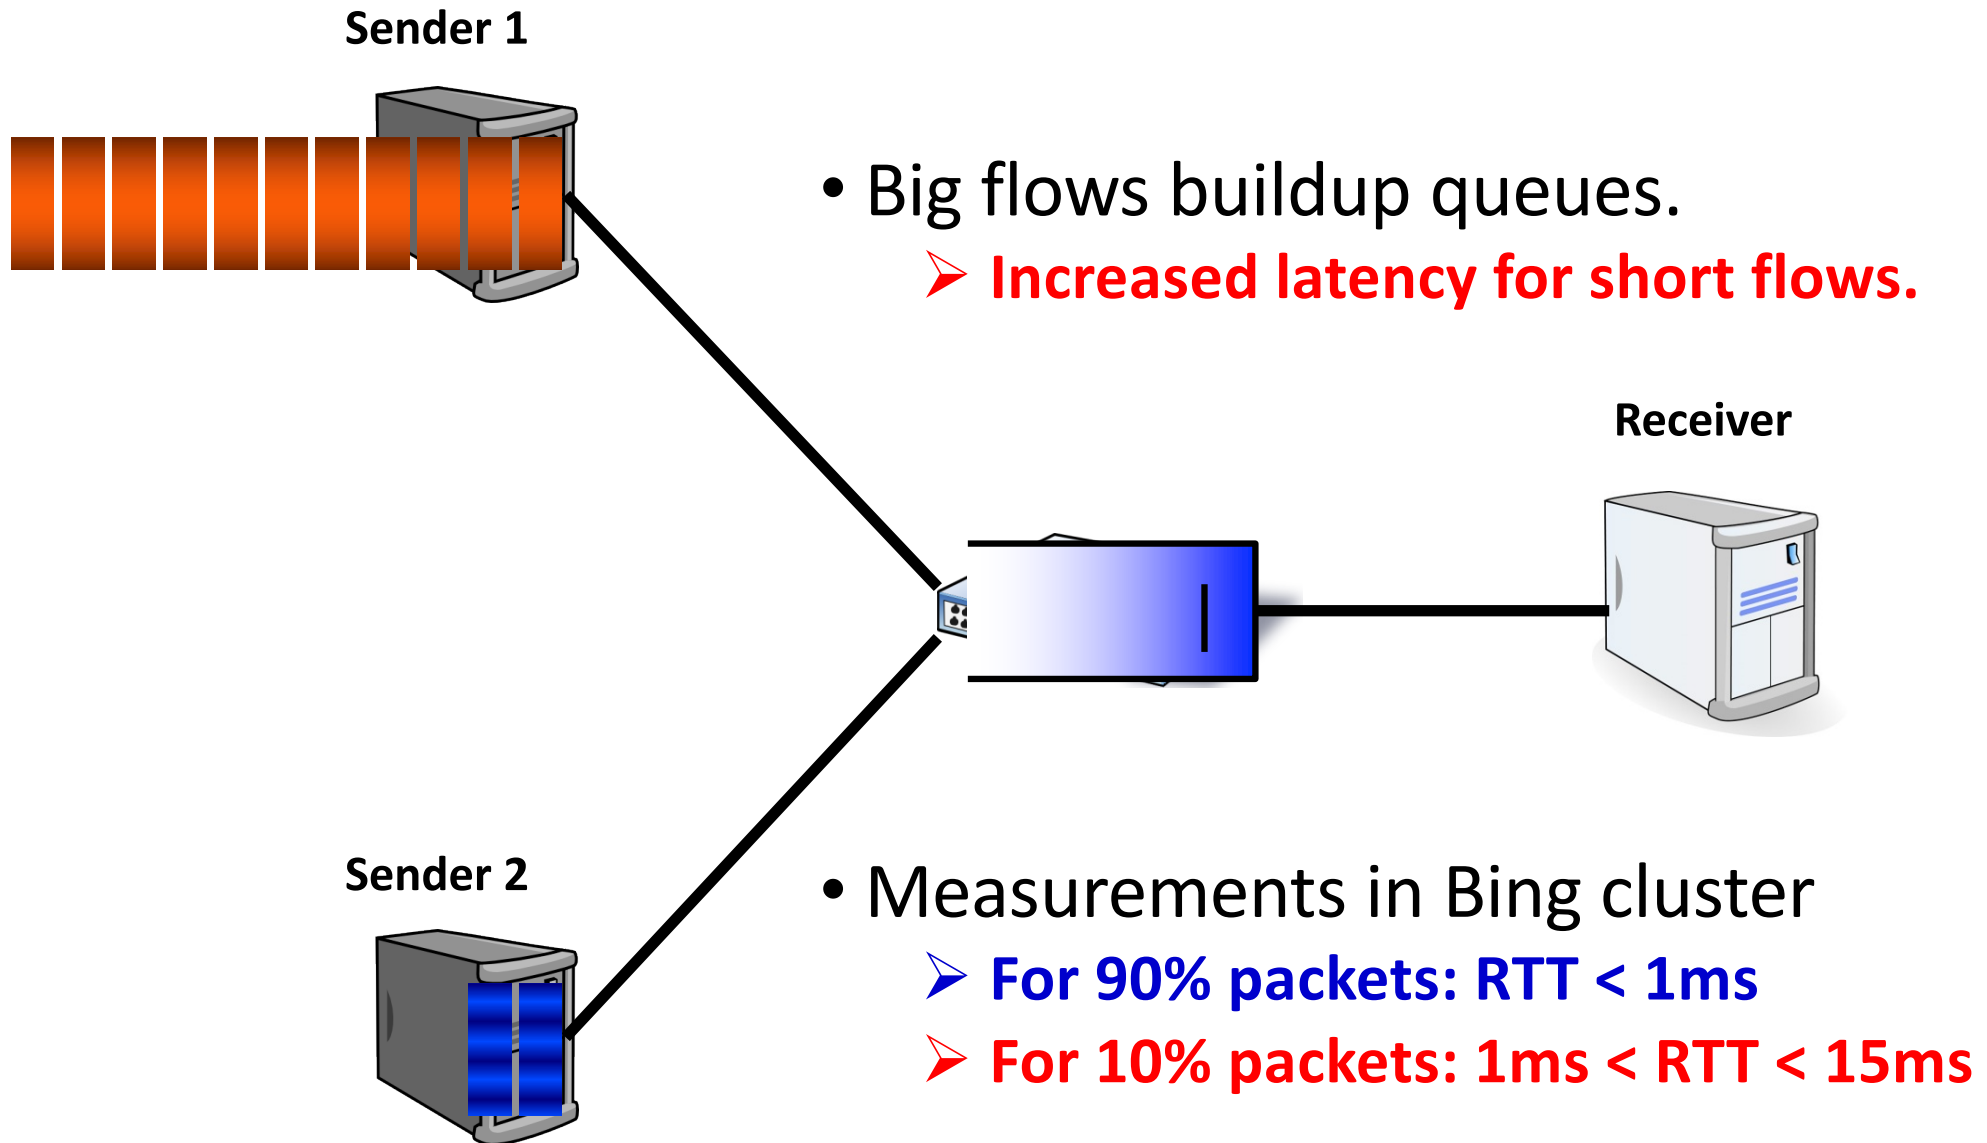 Sender 1
• Big flows buildup queues.
➢ Increased latency for short flows.
Receiver
Sender 2
• Measurements in Bing cluster
➢ For 90% packets: RTT < 1ms
➢ For 10% packets: 1ms < RTT < 15ms